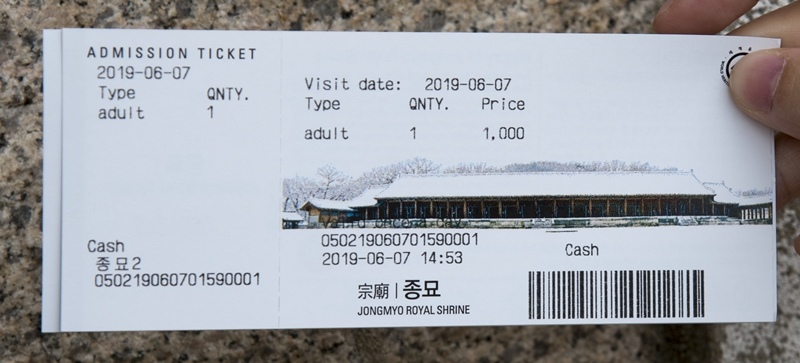 ADMISSION TICKET
2019-06-07
Type QNTY.
adult 1
Cash
종묘2
050219060701590001
Visit date: 2019-06-07
Type QNTY. Price
adult 1 1,000
050219060701590001
2019-06-07 14:53
Cash
宗廟 | 종묘
JONGMYO ROYAL SHRINE